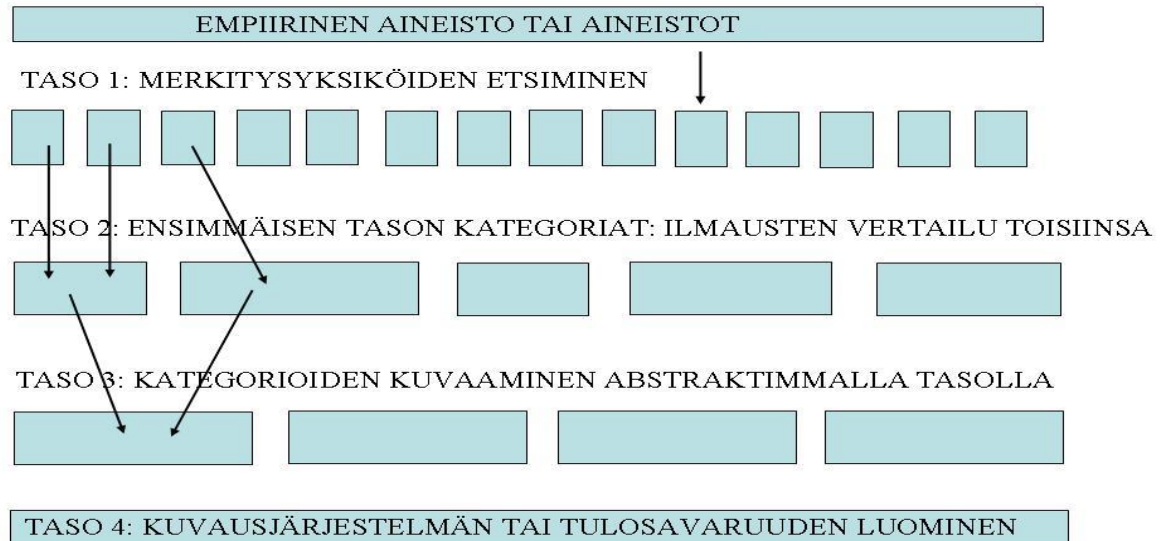 EMPIIRINEN AINEISTO TAI AINEISTOT
TASO 1: MERKITYSYKSIKÖIDEN ETSIMINEN
TASO 2: ENSIMMÄISEN TASON KATEGORIAT: ILMAUSTEN VERTAILU TOISIINSA
TASO 3: KATEGORIOIDEN KUVAAMINEN ABSTRAKTIMMALLA TASOLLA
TASO 4: KUVAUSJÄRJESTELMÄN TAI TULOSAVARUUDEN LUOMINEN